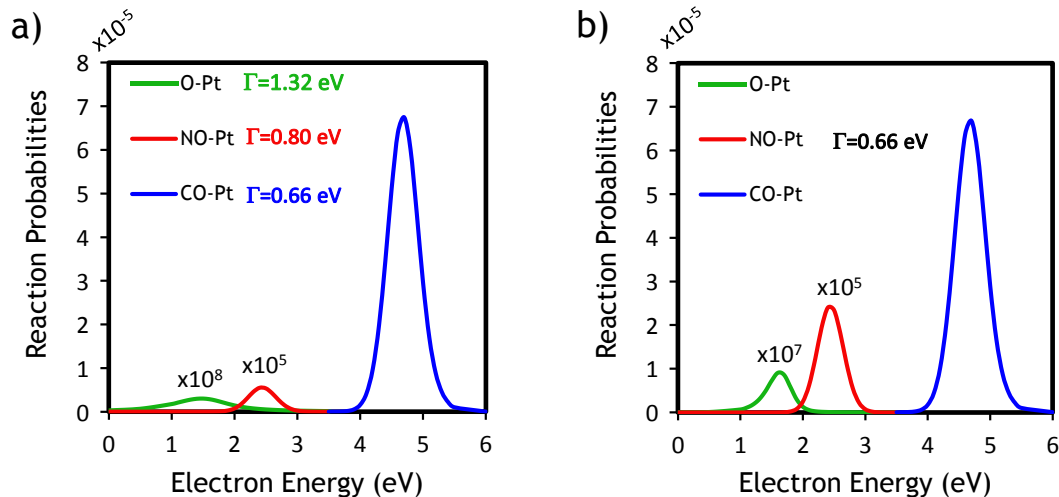 a)
x10⁻⁵
Reaction Probabilities
8
7
6
5
4
3
2
1
0
O-Pt Γ=1.32 eV
NO-Pt Γ=0.80 eV
CO-Pt Γ=0.66 eV
x10⁸
x10⁵
0 1 2 3 4 5 6
Electron Energy (eV)
b)
x10⁻⁵
Reaction Probabilities
8
7
6
5
4
3
2
1
0
O-Pt
NO-Pt Γ=0.66 eV
CO-Pt
x10⁵
x10⁷
0 1 2 3 4 5 6
Electron Energy (eV)